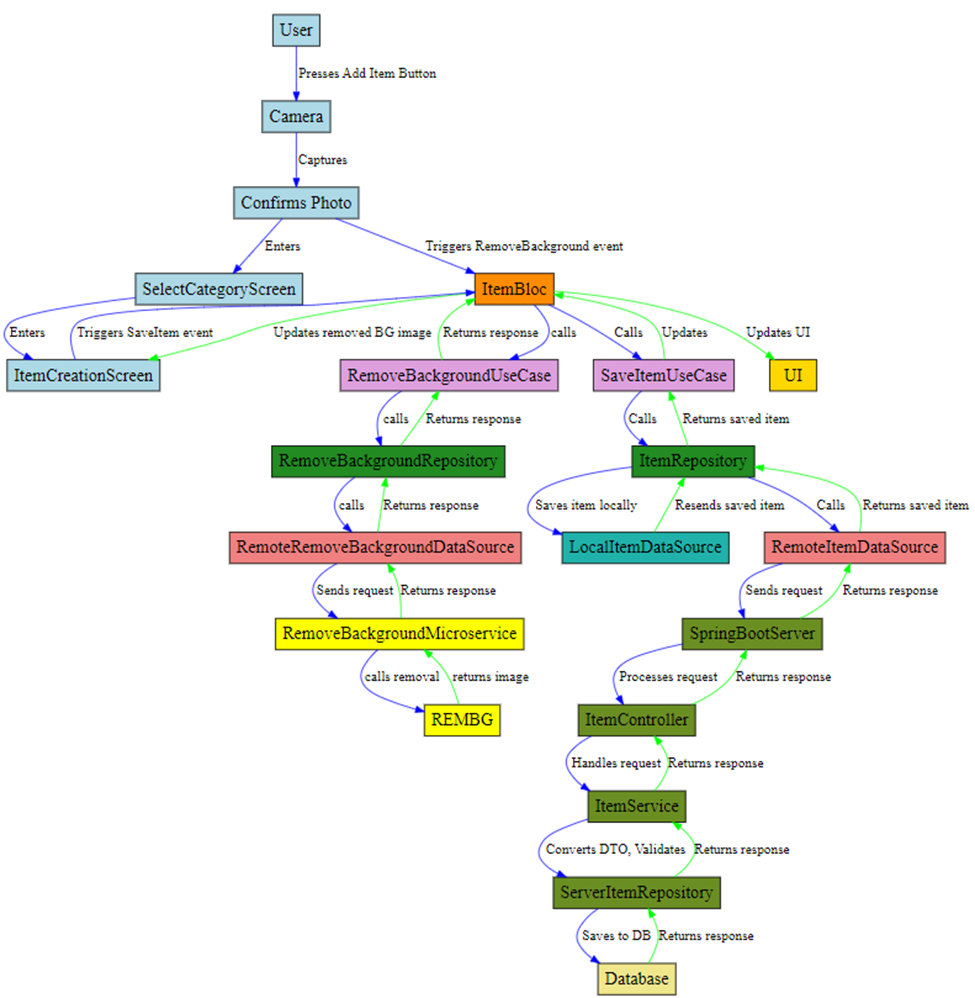 User
Presses Add Item Button
Camera
Captures
Confirms Photo
Enters
Triggers RemoveBackground event
SelectCategoryScreen
ItemBloc
Enters
Triggers SaveItem event
Updates removed BG image
Returns response
calls
Calls
Updates
Updates UI
ItemCreationScreen
RemoveBackgroundUseCase
SaveItemUseCase
UI
calls
Returns response
Calls
Returns saved item
RemoveBackgroundRepository
ItemRepository
calls
Returns response
Saves item locally
Resends saved item
Calls
Returns saved item
RemoteRemoveBackgroundDataSource
LocalItemDataSource
RemoteItemDataSource
Sends request
Returns response
Sends request
Returns response
RemoveBackgroundMicroservice
SpringBootServer
calls removal
returns image
Processes request
Returns response
REMBG
ItemController
Handles request
Returns response
ItemService
Converts DTO, Validates
Returns response
ServerItemRepository
Saves to DB
Returns response
Database